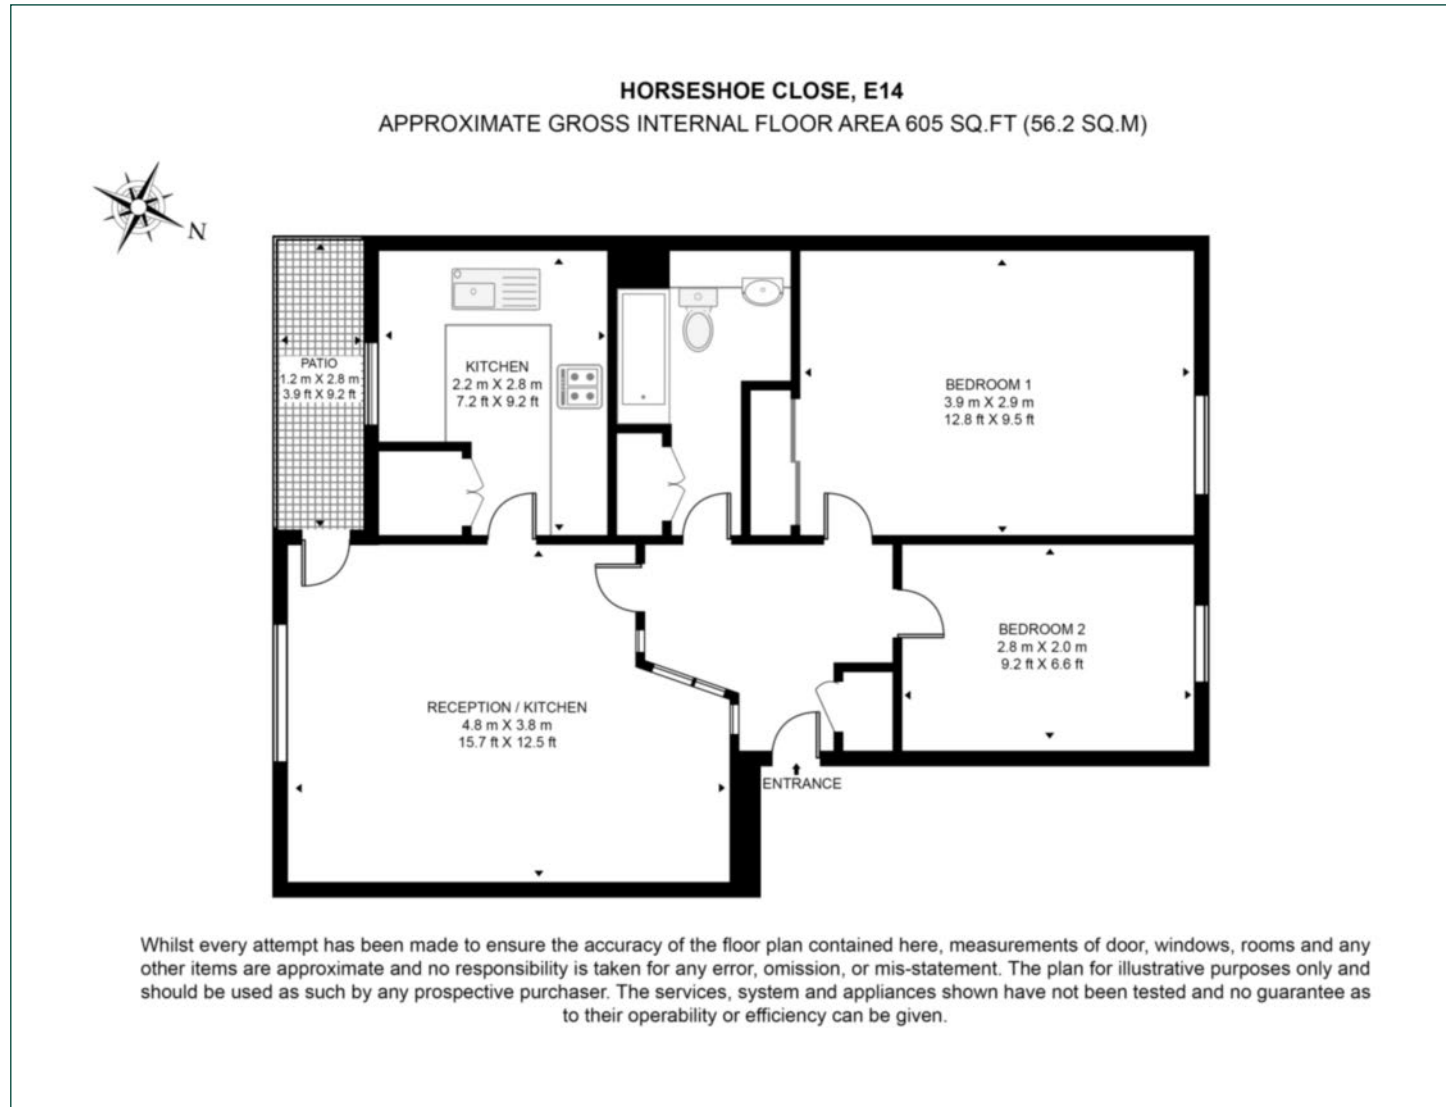 HORSESHOE CLOSE, E14
APPROXIMATE GROSS INTERNAL FLOOR AREA 605 SQ.FT (56.2 SQ.M)
N
PATIO
1.2 m X 2.8 m
3.9 ft X 9.2 ft
KITCHEN
2.2 m X 2.8 m
7.2 ft X 9.2 ft
BEDROOM 1
3.9 m X 2.9 m
12.8 ft X 9.5 ft
BEDROOM 2
2.8 m X 2.0 m
9.2 ft X 6.6 ft
RECEPTION / KITCHEN
4.8 m X 3.8 m
15.7 ft X 12.5 ft
ENTRANCE
Whilst every attempt has been made to ensure the accuracy of the floor plan contained here, measurements of door, windows, rooms and any
other items are approximate and no responsibility is taken for any error, omission, or mis-statement. The plan for illustrative purposes only and
should be used as such by any prospective purchaser. The services, system and appliances shown have not been tested and no guarantee as
to their operability or efficiency can be given.